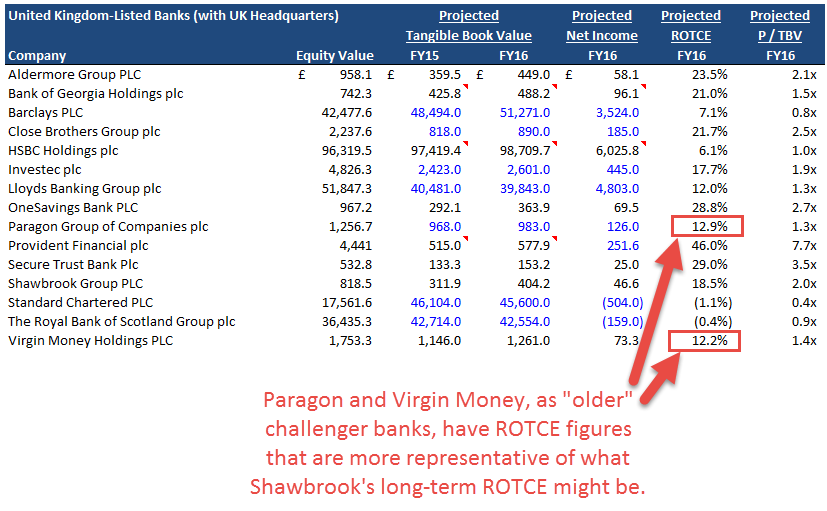 United Kingdom-Listed Banks (with UK Headquarters) Projected Projected Projected Projected
Tangible Book Value Net Income ROTCE P / TBV
Company Equity Value FY15 FY16 FY16 FY16 FY16
Aldermore Group PLC £ 958.1 £ 359.5 £ 449.0 £ 58.1 23.5% 2.1x
Bank of Georgia Holdings plc 742.3 425.8 488.2 96.1 21.0% 1.5x
Barclays PLC 42,477.6 48,494.0 51,271.0 3,524.0 7.1% 0.8x
Close Brothers Group plc 2,237.6 818.0 890.0 185.0 21.7% 2.5x
HSBC Holdings plc 96,319.5 97,419.4 98,709.7 6,025.8 6.1% 1.0x
Investec plc 4,826.3 2,423.0 2,601.0 445.0 17.7% 1.9x
Lloyds Banking Group plc 51,847.3 40,481.0 39,843.0 4,803.0 12.0% 1.3x
OneSavings Bank PLC 967.2 292.1 363.9 69.5 28.8% 2.7x
Paragon Group of Companies plc 1,256.7 968.0 983.0 126.0 12.9% 1.3x
Provident Financial plc 4,441 515.0 577.9 251.6 46.0% 7.7x
Secure Trust Bank Plc 532.8 133.3 153.2 25.0 29.0% 3.5x
Shawbrook Group PLC 818.5 311.9 404.2 46.6 18.5% 2.0x
Standard Chartered PLC 17,561.6 46,104.0 45,600.0 (504.0) (1.1%) 0.4x
The Royal Bank of Scotland Group plc 36,435.3 42,714.0 42,554.0 (159.0) (0.4%) 0.9x
Virgin Money Holdings PLC 1,753.3 1,146.0 1,261.0 73.3 12.2% 1.4x
Paragon and Virgin Money, as "older"
challenger banks, have ROTCE figures
that are more representative of what
Shawbrook's long-term ROTCE might be.